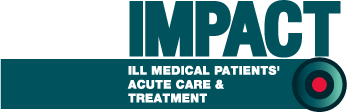 IMPACT
ILL MEDICAL PATIENTS'
ACUTE CARE &
TREATMENT